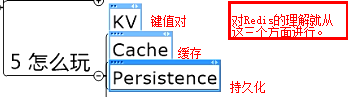 5 怎么玩
KV 键值对
Cache 缓存
Persistence 持久化
对Redis的理解就从
这三个方面进行。